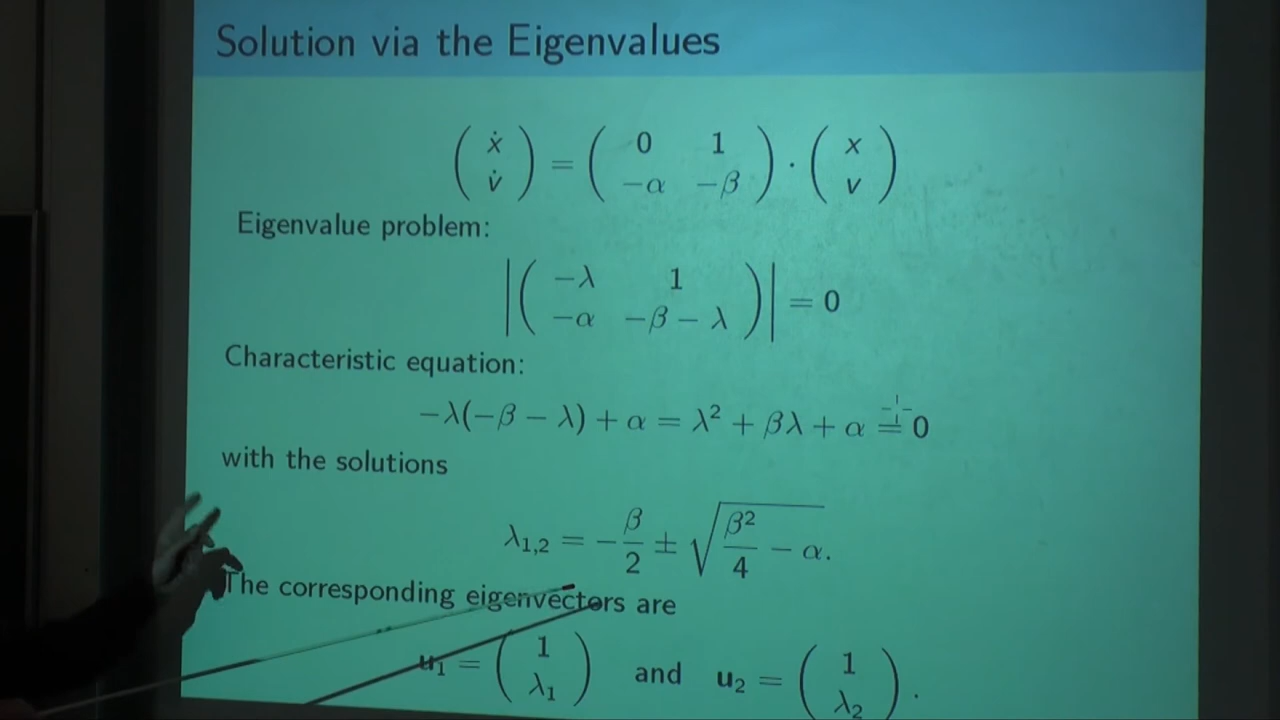 Solution via the Eigenvalues
( ẋ v̇ ) = ( 0 1 −α −β ) · ( x v )
Eigenvalue problem:
|( −λ 1 −α −β − λ )| = 0
Characteristic equation:
−λ(−β − λ) + α = λ² + βλ + α = 0
with the solutions
λ₁,₂ = −β/2 ± √(β²/4 − α).
The corresponding eigenvectors are
u₁ = ( 1 λ₁ ) and u₂ = ( 1 λ₂ ).